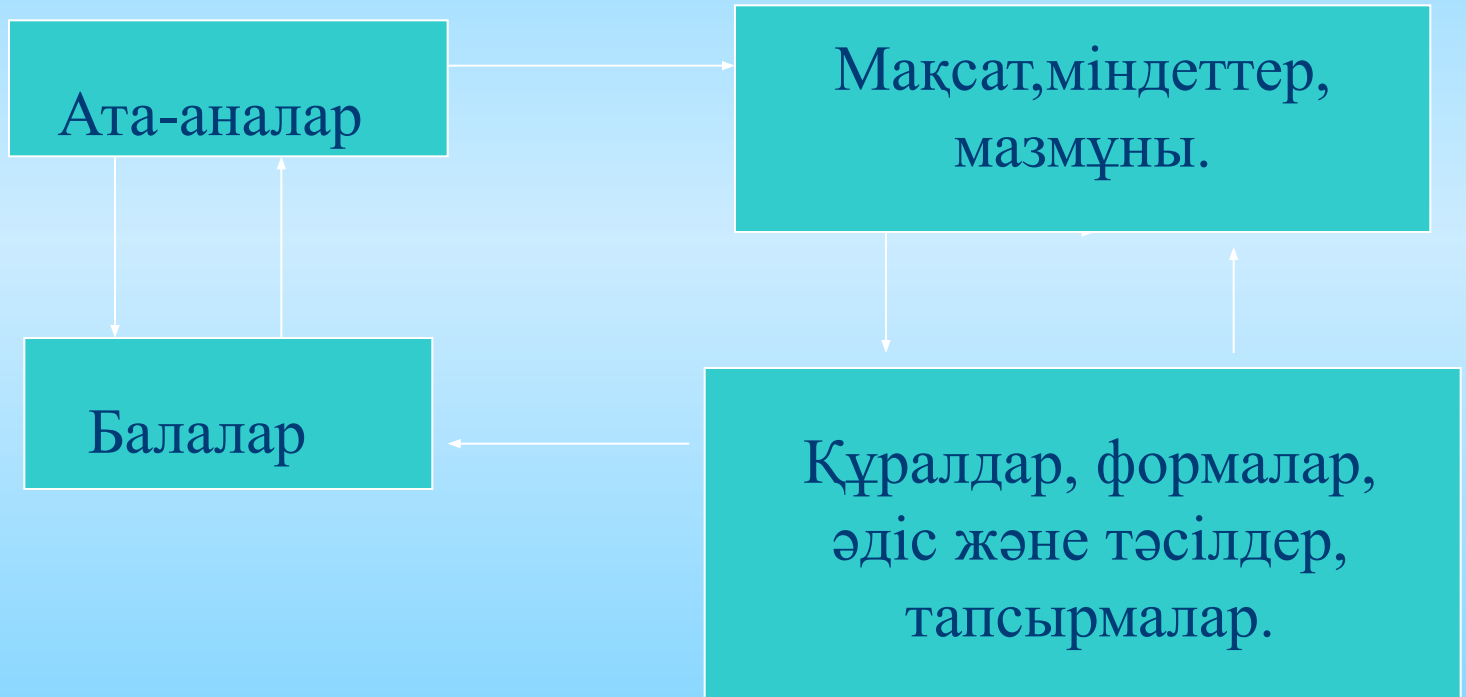 Ата-аналар
Мақсат,міндеттер,
мазмұны.
Балалар
Құралдар, формалар,
әдіс және тәсілдер,
тапсырмалар.